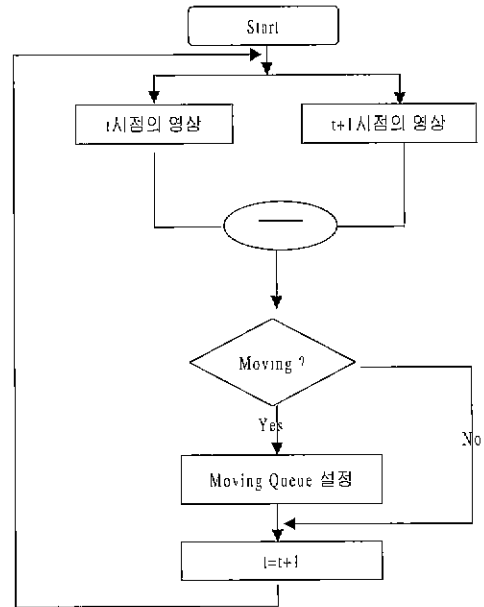 Start
t시점의 영상
t+1시점의 영상
Moving ?
Yes
No
Moving Queue 설정
t=t+1